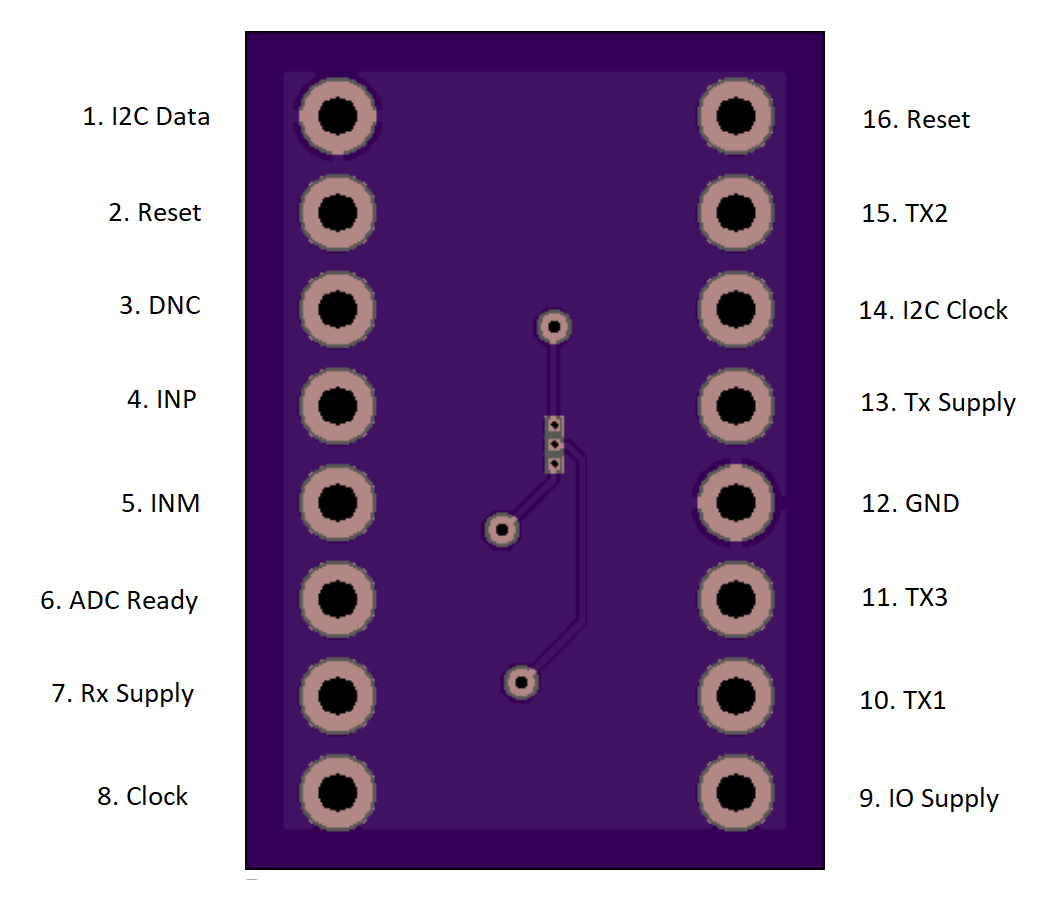 1. I2C Data
2. Reset
3. DNC
4. INP
5. INM
6. ADC Ready
7. Rx Supply
8. Clock
16. Reset
15. TX2
14. I2C Clock
13. Tx Supply
12. GND
11. TX3
10. TX1
9. IO Supply